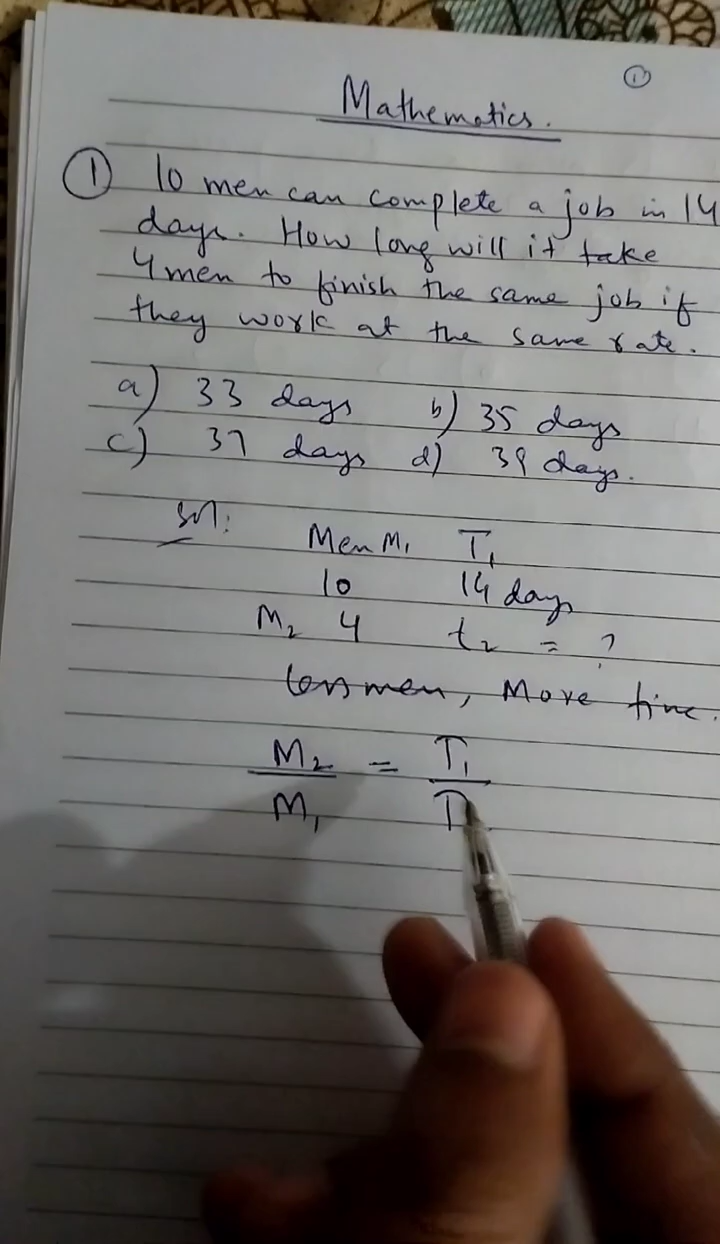 1
Mathematics.
1 10 men can complete a job in 14
days. How long will it take
4 men to finish the same job if
they work at the same rate.
a) 33 days b) 35 days
c) 37 days d) 39 days.
Sol:
Men M1 T1
10 14 days
M2 4 t2 = ?
less men, More time.
M2 = T1
M1 T